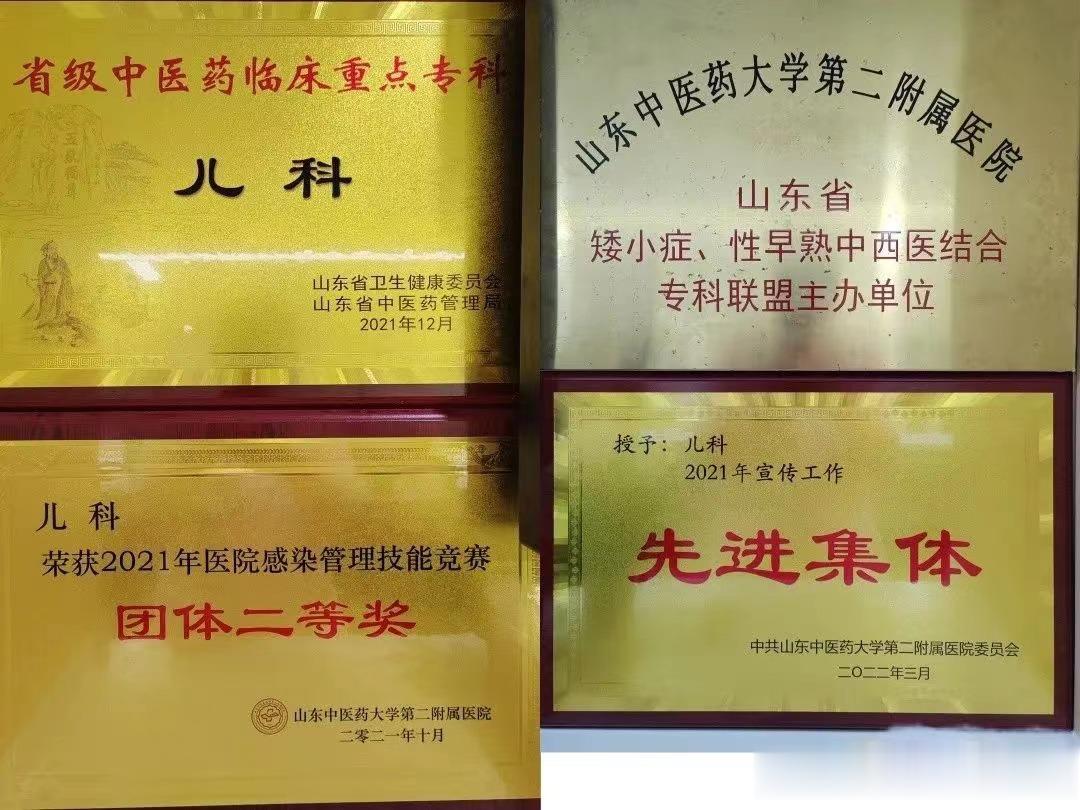 省级中医药临床重点专科
儿科
山东省卫生健康委员会
山东省中医药管理局
2021年12月
山东中医药大学第二附属医院
山东省
矮小症、性早熟中西医结合
专科联盟主办单位
儿科
荣获2021年医院感染管理技能竞赛
团体二等奖
山东中医药大学第二附属医院
二零二一年十月
授予：儿科
2021年宣传工作
先进集体
中共山东中医药大学第二附属医院委员会
二〇二二年三月